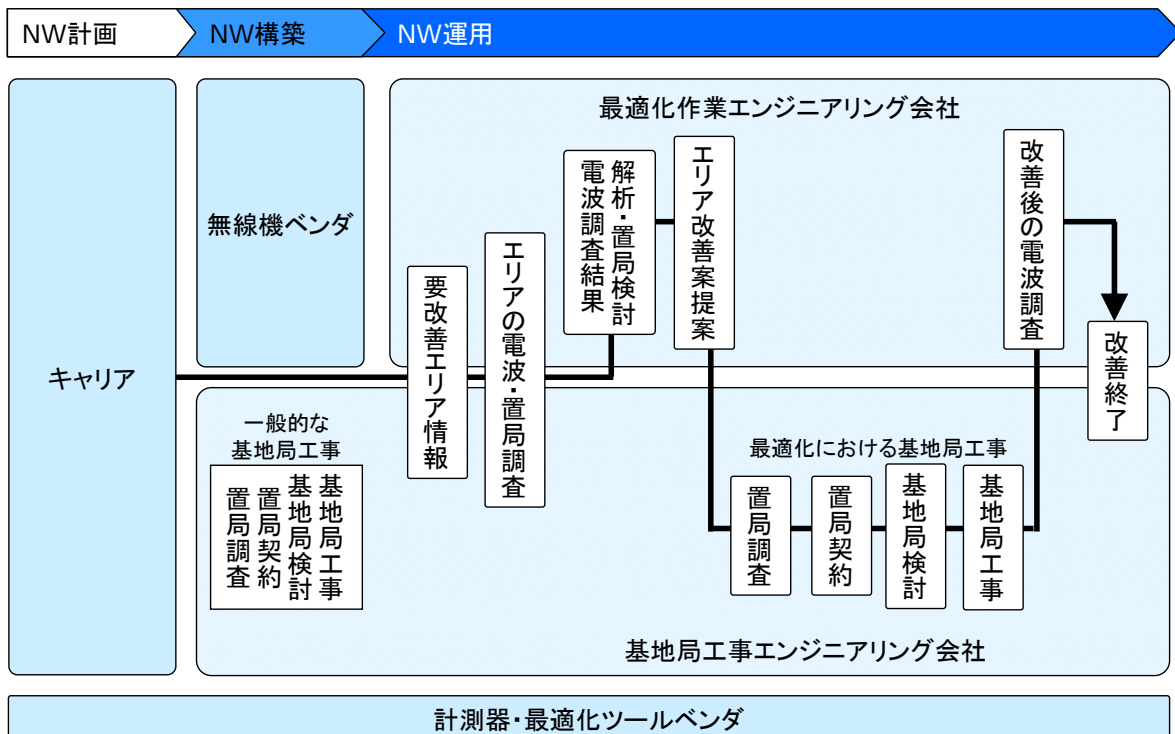 NW計画
NW構築
NW運用
キャリア
無線機ベンダ
最適化作業エンジニアリング会社
要改善エリア情報
エリアの電波・置局調査
電波調査結果
解析・置局検討
エリア改善案提案
改善後の電波調査
改善終了
一般的な
基地局工事
置局調査
置局契約
基地局検討
基地局工事
最適化における基地局工事
置局調査
置局契約
基地局検討
基地局工事
基地局工事エンジニアリング会社
計測器・最適化ツールベンダ